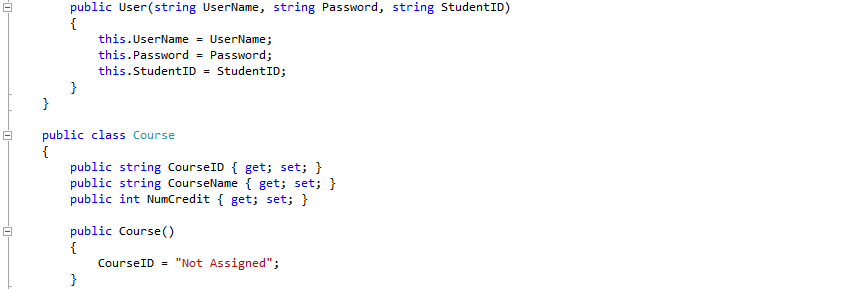 public User(string UserName, string Password, string StudentID)
{
this.UserName = UserName;
this.Password = Password;
this.StudentID = StudentID;
}
}
public class Course
{
public string CourseID { get; set; }
public string CourseName { get; set; }
public int NumCredit { get; set; }
public Course()
{
CourseID = "Not Assigned";
}